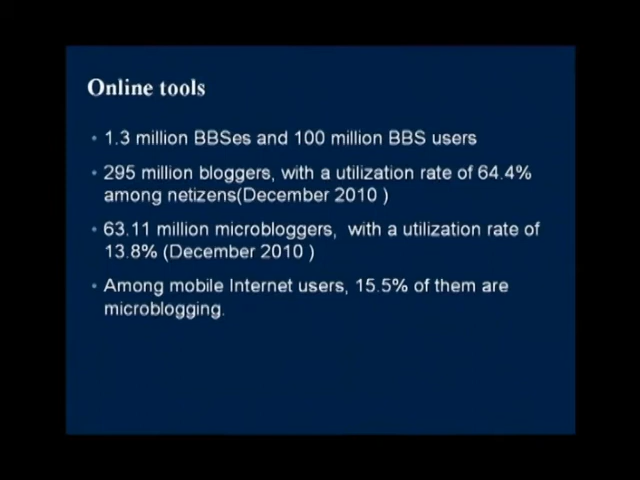 Online tools
• 1.3 million BBSes and 100 million BBS users
• 295 million bloggers, with a utilization rate of 64.4%
among netizens(December 2010 )
• 63.11 million microbloggers,  with a utilization rate of
13.8% (December 2010 )
• Among mobile Internet users, 15.5% of them are
microblogging.